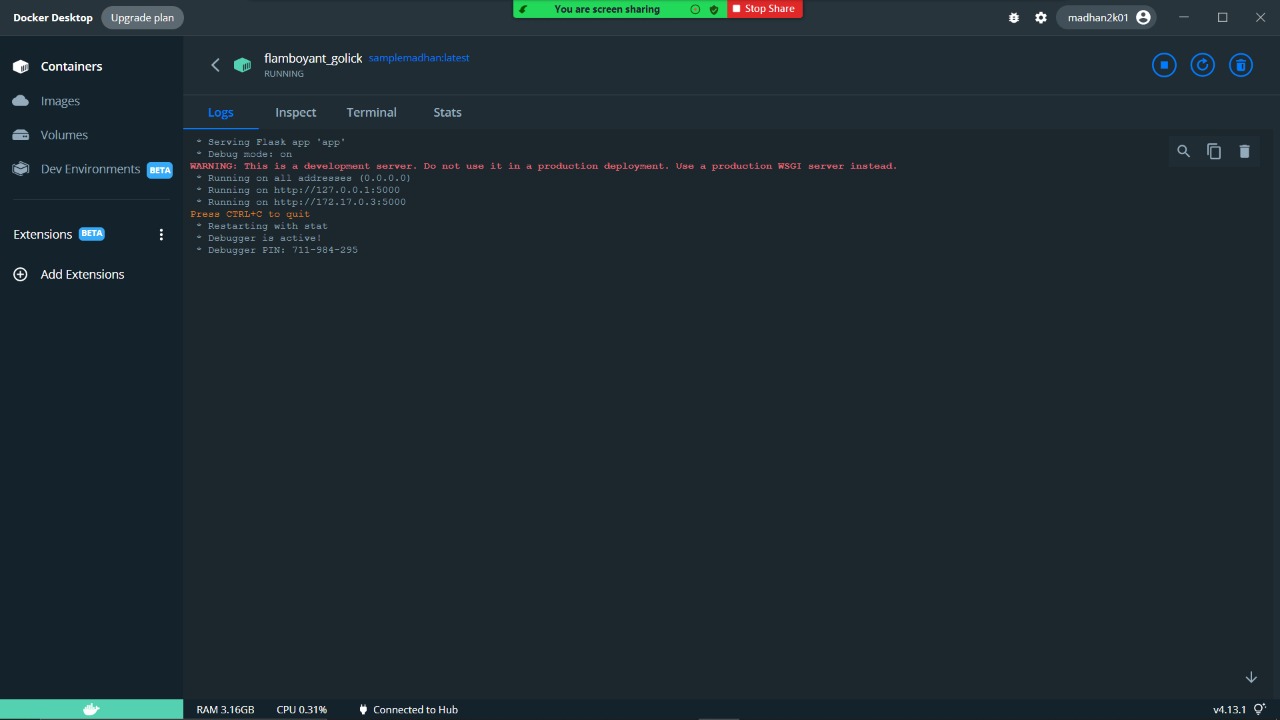 Docker Desktop
Upgrade plan
You are screen sharing
Stop Share
madhan2k01
Containers
Images
Volumes
Dev Environments BETA
Extensions BETA
Add Extensions
flamboyant_golick samplemadhan:latest
RUNNING
Logs Inspect Terminal Stats
* Serving Flask app 'app'
* Debug mode: on
WARNING: This is a development server. Do not use it in a production deployment. Use a production WSGI server instead.
* Running on all addresses (0.0.0.0)
* Running on http://127.0.0.1:5000
* Running on http://172.17.0.3:5000
Press CTRL+C to quit
* Restarting with stat
* Debugger is active!
* Debugger PIN: 711-984-295
RAM 3.16GB CPU 0.31% Connected to Hub
v4.13.1